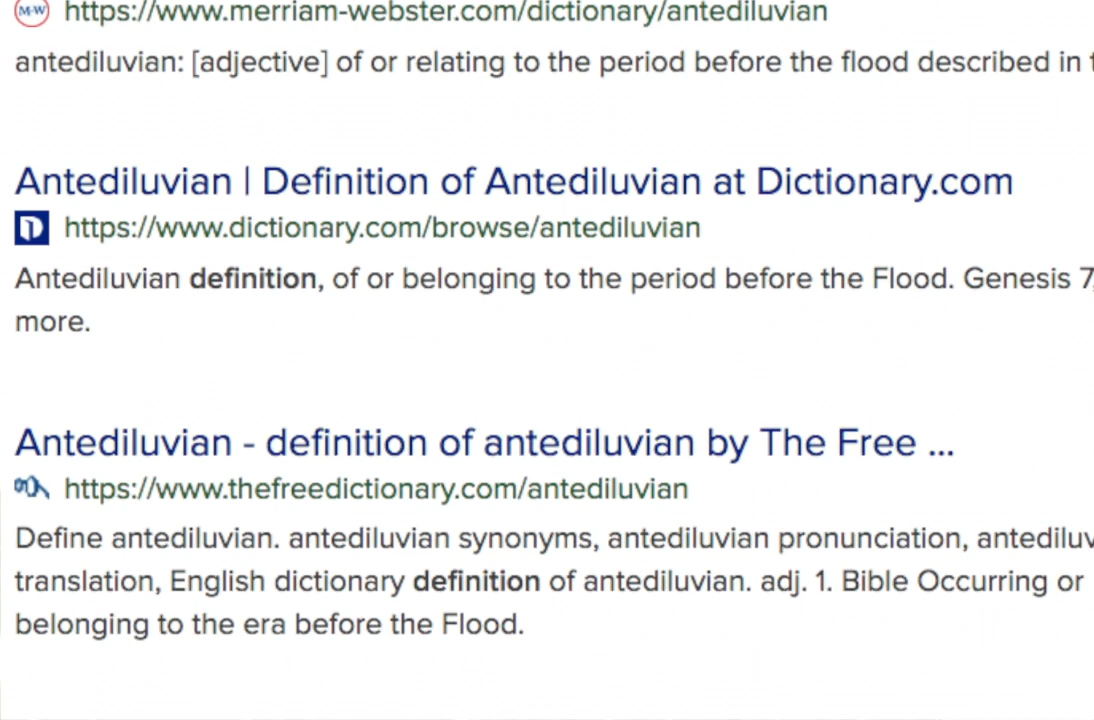 M-W https://www.merriam-webster.com/dictionary/antediluvian
antediluvian: [adjective] of or relating to the period before the flood described in
Antediluvian | Definition of Antediluvian at Dictionary.com
https://www.dictionary.com/browse/antediluvian
Antediluvian definition, of or belonging to the period before the Flood. Genesis 7,
more.
Antediluvian - definition of antediluvian by The Free ...
https://www.thefreedictionary.com/antediluvian
Define antediluvian. antediluvian synonyms, antediluvian pronunciation, antediluv
translation, English dictionary definition of antediluvian. adj. 1. Bible Occurring or
belonging to the era before the Flood.